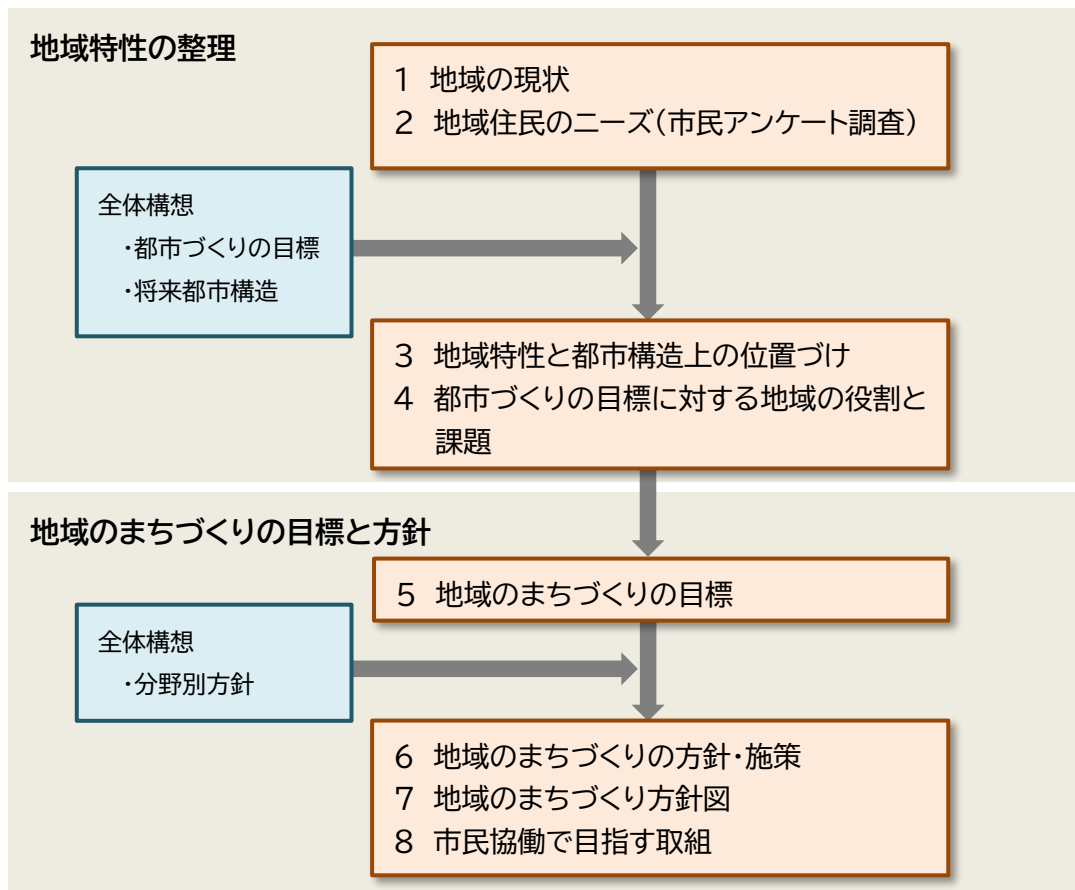 地域特性の整理
1 地域の現状
2 地域住民のニーズ(市民アンケート調査)
全体構想
・都市づくりの目標
・将来都市構造
3 地域特性と都市構造上の位置づけ
4 都市づくりの目標に対する地域の役割と
課題
地域のまちづくりの目標と方針
5 地域のまちづくりの目標
全体構想
・分野別方針
6 地域のまちづくりの方針・施策
7 地域のまちづくり方針図
8 市民協働で目指す取組